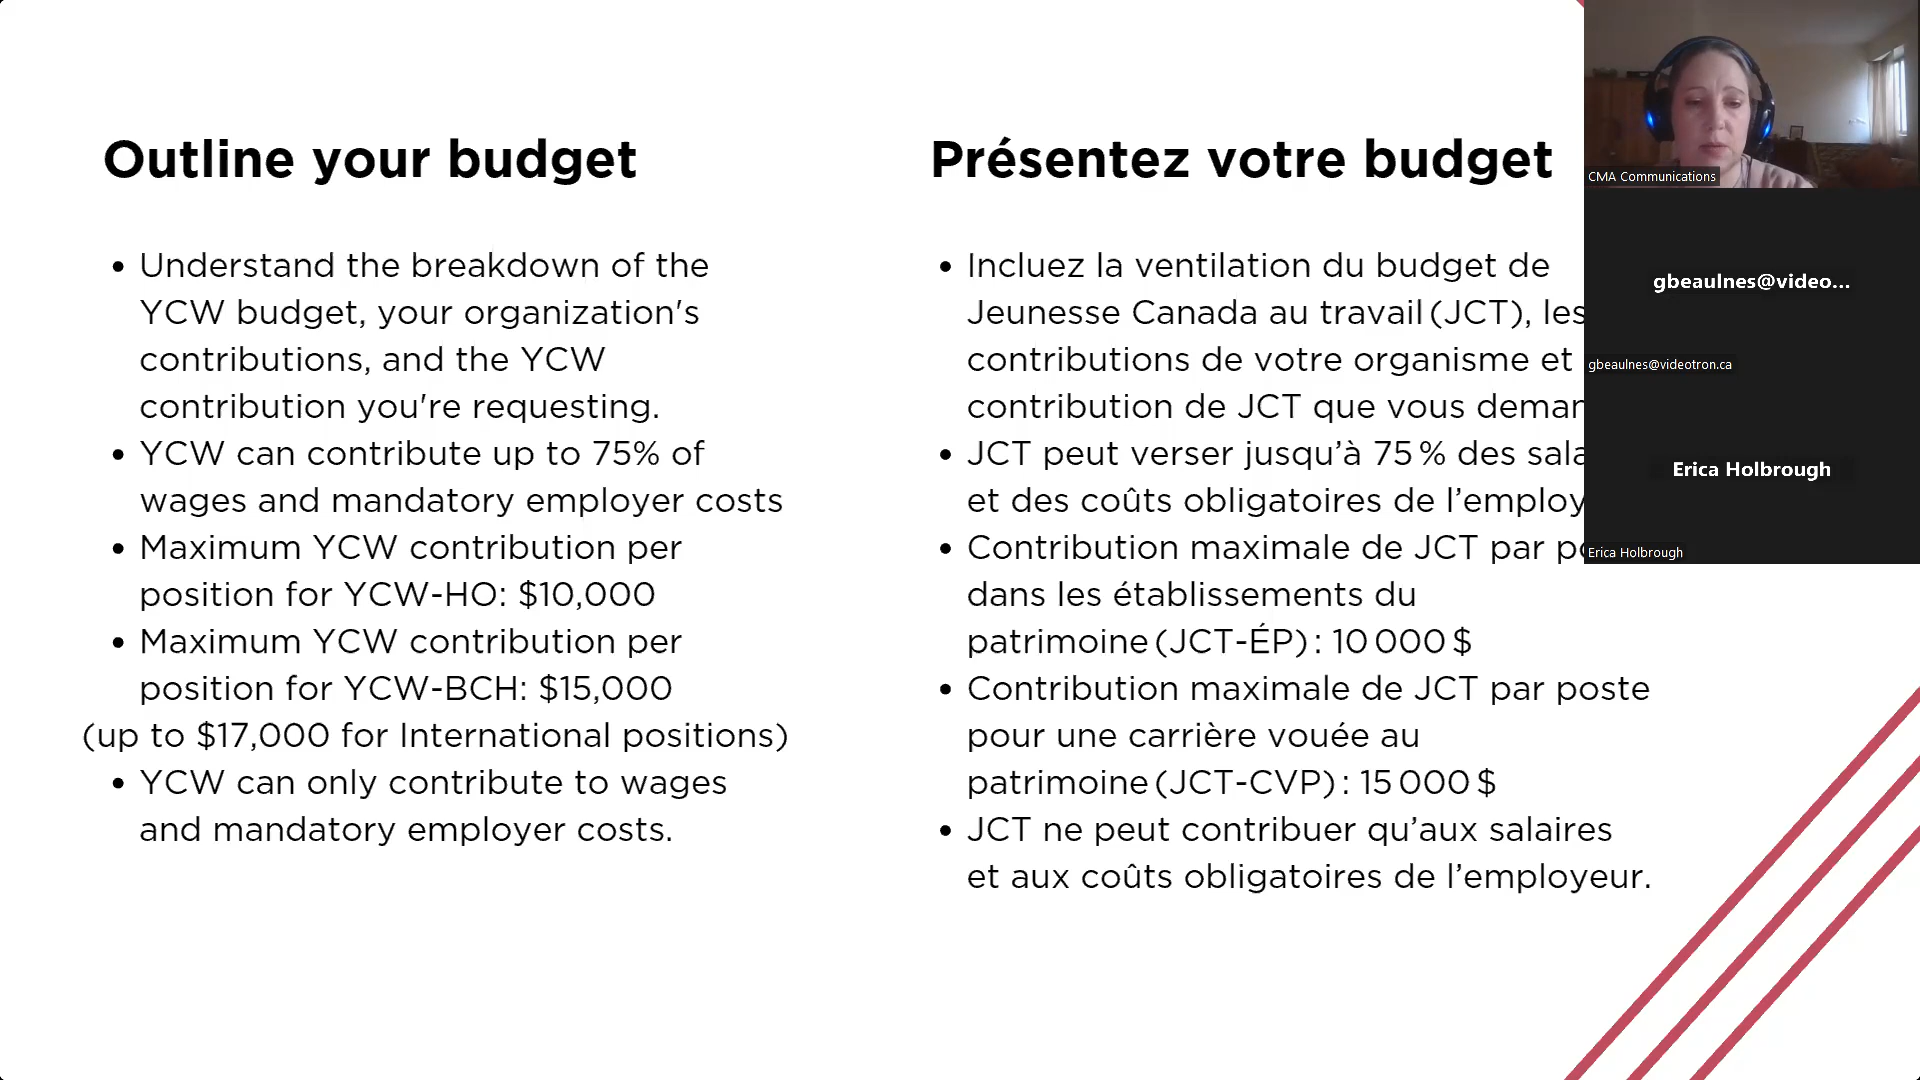 Outline your budget
Understand the breakdown of the
YCW budget, your organization's
contributions, and the YCW
contribution you're requesting.
YCW can contribute up to 75% of
wages and mandatory employer costs
Maximum YCW contribution per
position for YCW-HO: $10,000
Maximum YCW contribution per
position for YCW-BCH: $15,000
(up to $17,000 for International positions)
YCW can only contribute to wages
and mandatory employer costs.
Présentez votre budget
Incluez la ventilation du budget de
Jeunesse Canada au travail (JCT), les
contributions de votre organisme et
contribution de JCT que vous
JCT peut verser jusqu’à 75 % des
et des coûts obligatoires de
Contribution maximale de JCT par
dans les établissements du
patrimoine (JCT-ÉP) : 10 000 $
Contribution maximale de JCT par poste
pour une carrière vouée au
patrimoine (JCT-CVP) : 15 000 $
JCT ne peut contribuer qu’aux salaires
et aux coûts obligatoires de l’employeur.
CMA Communications
gbeaulnes@video...
gbeaulnes@videotron.ca
Erica Holbrough
Erica Holbrough